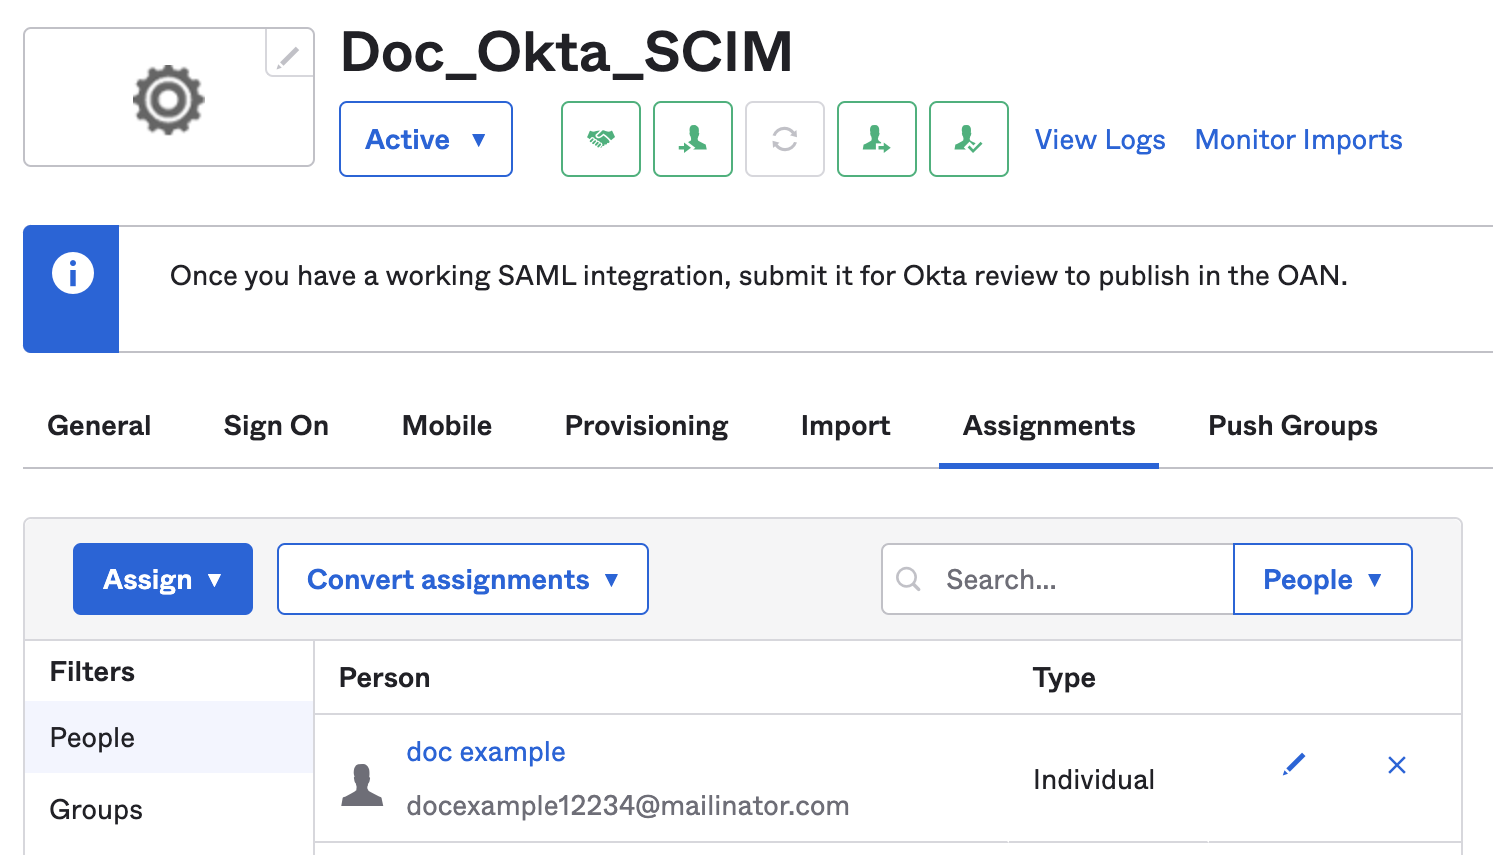 Doc_Okta_SCIM
Active
View Logs
Monitor Imports
Once you have a working SAML integration, submit it for Okta review to publish in the OAN.
General
Sign On
Mobile
Provisioning
Import
Assignments
Push Groups
Assign
Convert assignments
Search...
People
Filters
People
Groups
Person
Type
doc example
docexample12234@mailinator.com
Individual